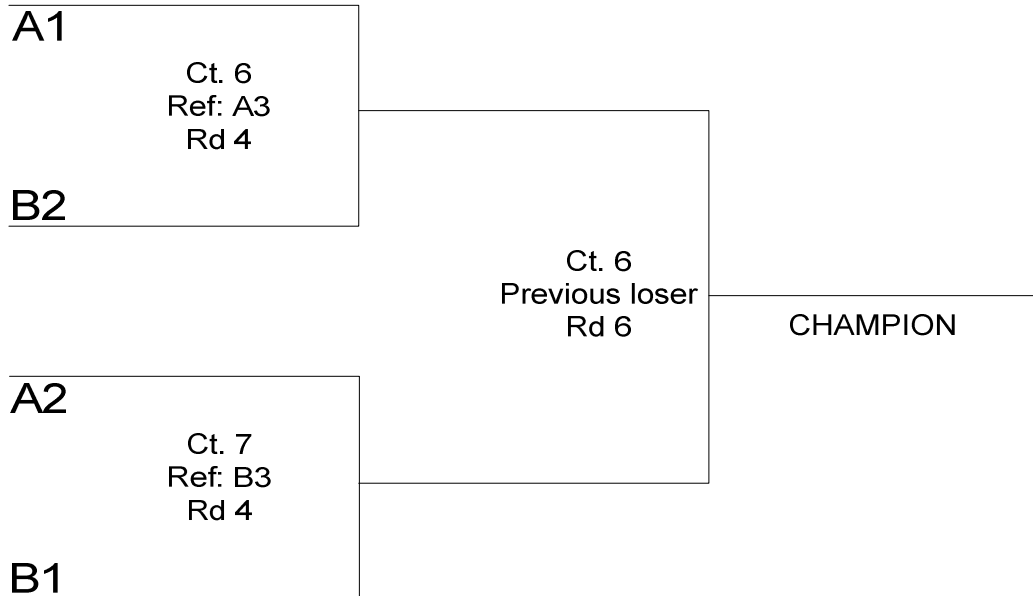 A1
Ct. 6
Ref: A3
Rd 4
B2
Ct. 6
Previous loser
Rd 6
CHAMPION
A2
Ct. 7
Ref: B3
Rd 4
B1